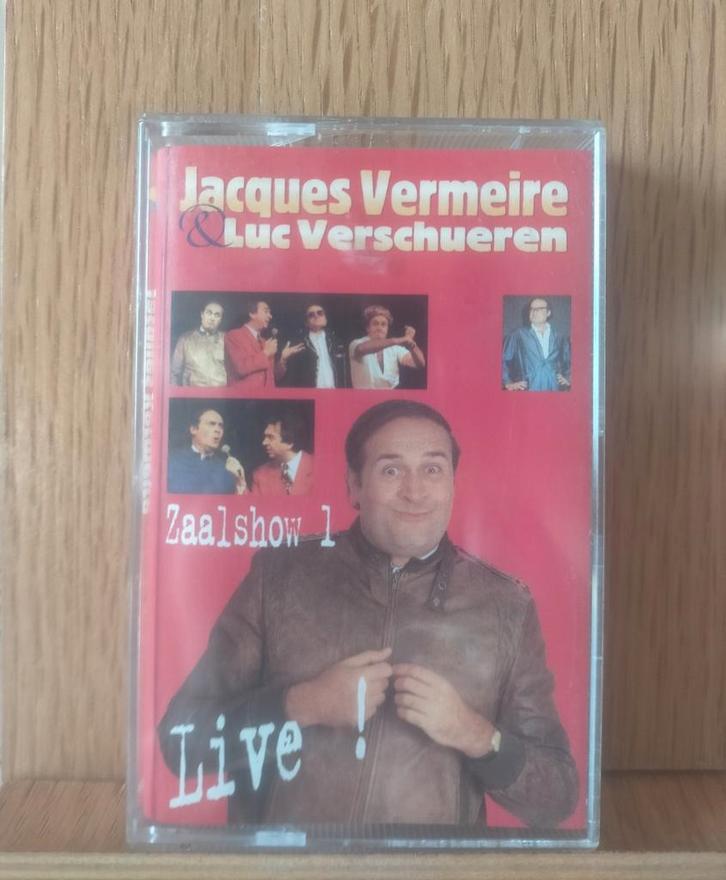 Jacques Vermeire
& Luc Verschueren
Zaalshow 1
Live !